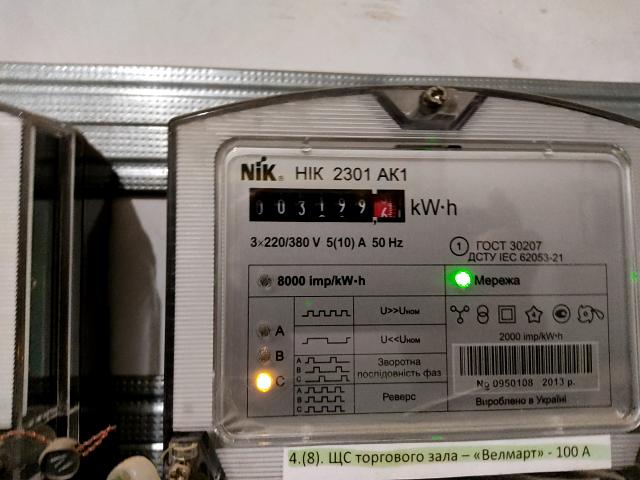 NiK® НІК 2301 АК1
003199 kW·h
3×220/380 V 5(10) A 50 Hz
1 ГОСТ 30207
ДСТУ IEC 62053-21
8000 imp/kW·h
Мережа
A
B
C
U>>Uном
U<<Uном
A
B
C
Зворотна
послідовність фаз
A
B
C
Реверс
2000 imp/kW·h
№ 0950108 2013 р.
Вироблено в Україні
4.(8). ЩС торгового зала – «Велмарт» - 100 А